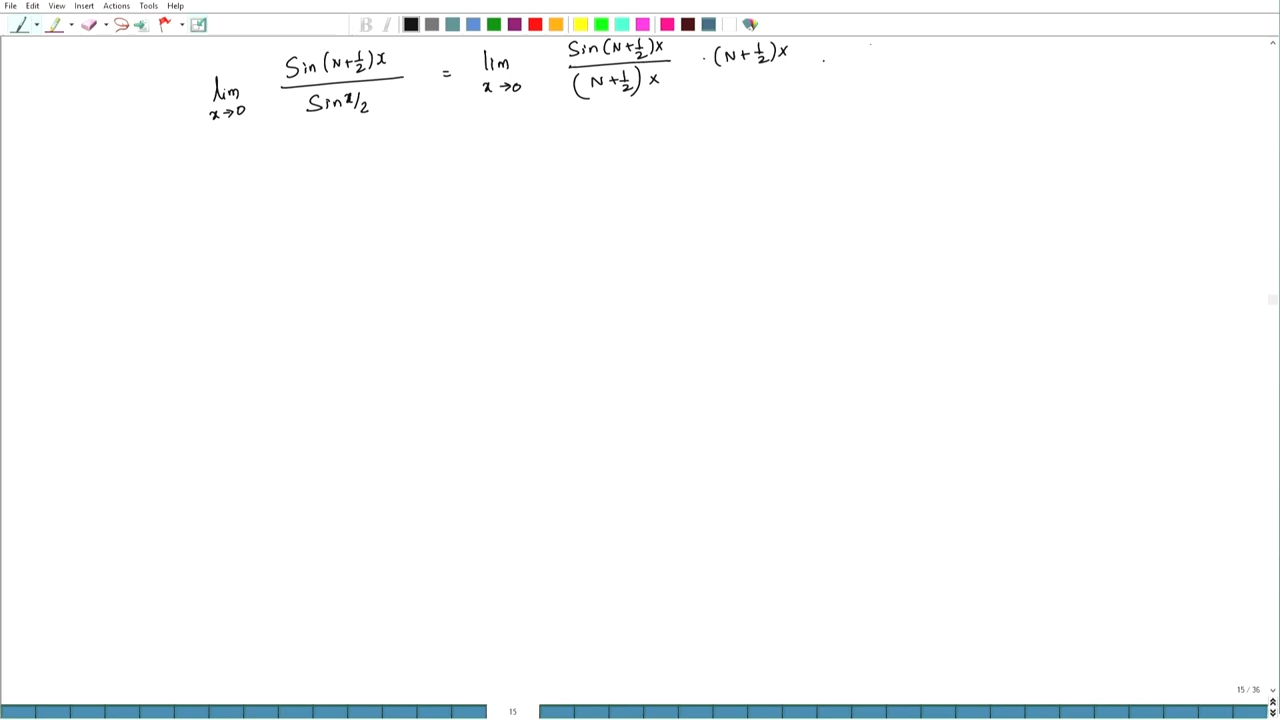 File Edit View Insert Actions Tools Help
B I
lim x→0 Sin (N+1/2) x / Sin x/2 = lim x→0 Sin (N+1/2) x / (N+1/2) x · (N+1/2) x ·
15 / 36
15